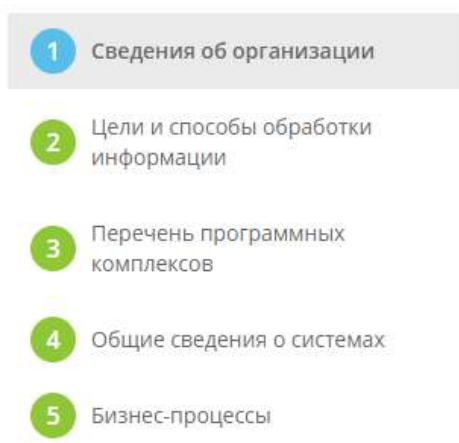 1 Сведения об организации
2 Цели и способы обработки
информации
3 Перечень программных
комплексов
4 Общие сведения о системах
5 Бизнес-процессы